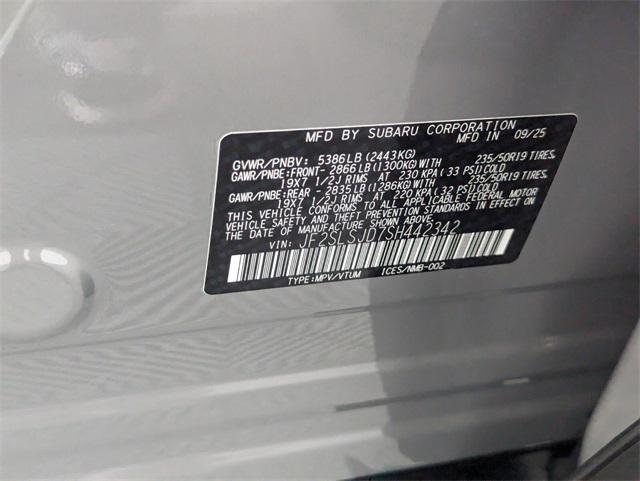 MFD BY SUBARU CORPORATION
MFD IN 09/25
GVWR/PNBV: 5386LB (2443KG)
GAWR/PNBE:FRONT- 2866LB (1300KG)WITH 235/50R19 TIRES,
19X7 1/2J RIMS AT 230 KPA (33 PSI)COLD
GAWR/PNBE:REAR - 2835LB (1286KG)WITH 235/50R19 TIRES,
19X7 1/2J RIMS AT 220 KPA (32 PSI)COLD
THIS VEHICLE CONFORMS TO ALL APPLICABLE FEDERAL MOTOR
VEHICLE SAFETY AND THEFT PREVENTION STANDARDS IN EFFECT ON THE
DATE OF MANUFACTURE SHOWN ABOVE.
VIN: JF2SLSJD7SH442342
TYPE:MPV/VTUM ICES/NMB-002